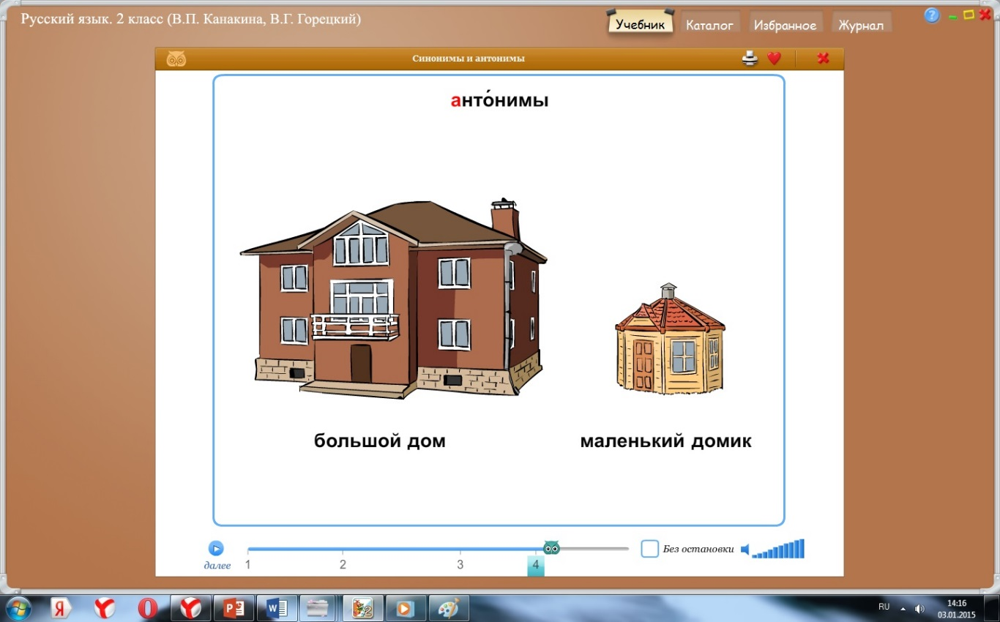 Русский язык. 2 класс (В.П. Канакина, В.Г. Горецкий)
Учебник Каталог Избранное Журнал
?
Синонимы и антонимы
анто́нимы
большой дом маленький домик
далее 1 2 3 4 Без остановки
Я P W 2 RU 14:16
03.01.2015